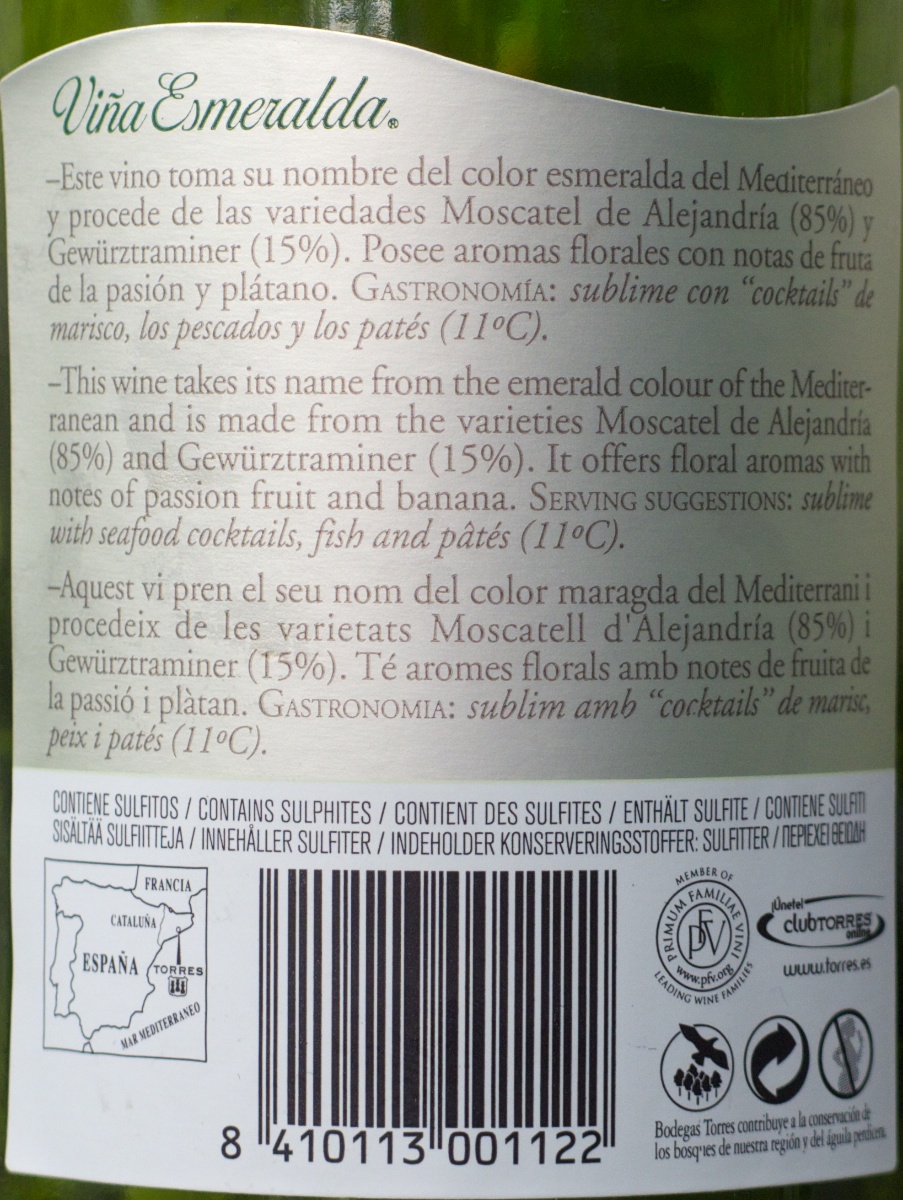 Viña Esmeralda®
–Este vino toma su nombre del color esmeralda del Mediterráneo
y procede de las variedades Moscatel de Alejandría (85%) y
Gewürztraminer (15%). Posee aromas florales con notas de fruta
de la pasión y plátano. GASTRONOMÍA: sublime con “cocktails” de
marisco, los pescados y los patés (11ºC).
–This wine takes its name from the emerald colour of the Mediter-
ranean and is made from the varieties Moscatel de Alejandría
(85%) and Gewürztraminer (15%). It offers floral aromas with
notes of passion fruit and banana. SERVING SUGGESTIONS: sublime
with seafood cocktails, fish and pâtés (11ºC).
–Aquest vi pren el seu nom del color maragda del Mediterrani i
procedeix de les varietats Moscatell d'Alejandría (85%) i
Gewürztraminer (15%). Té aromes florals amb notes de fruita de
la passió i plàtan. GASTRONOMIA: sublim amb “cocktails” de marisc,
peix i patés (11ºC).
CONTIENE SULFITOS / CONTAINS SULPHITES / CONTIENT DES SULFITES / ENTHÄLT SULFITE / CONTIENE SULFITI
SISÄLTÄÄ SULFIITTEJA / INNEHÅLLER SULFITER / INDEHOLDER KONSERVERINGSSTOFFER: SULFITTER / ΠΕΡΙΕΧΕΙ ΘΕΙΩΔΗ
FRANCIA
CATALUÑA
ESPAÑA
TORRES
MAR MEDITERRANEO
8 410113 001122
MEMBER OF
PRIMUM FAMILIAE VINI
PFV
www.pfv.org
LEADING WINE FAMILIES
¡Únete!
clubTORRES
online
www.torres.es
Bodegas Torres contribuye a la conservación de
los bosques de nuestra región y del águila perdicera.